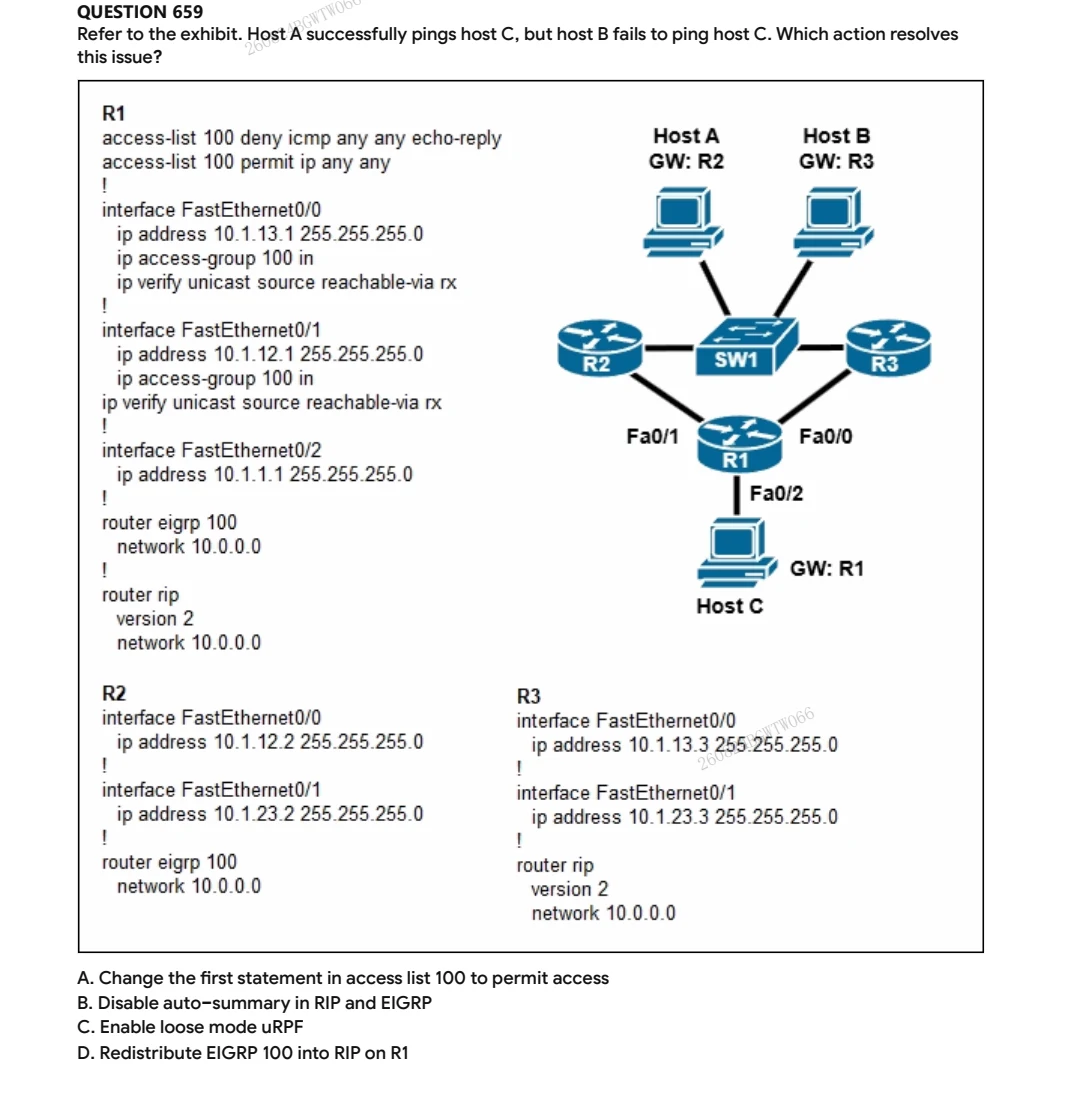 QUESTION 659
Refer to the exhibit. Host A successfully pings host C, but host B fails to ping host C. Which action resolves
this issue?
R1
access-list 100 deny icmp any any echo-reply
access-list 100 permit ip any any
!
interface FastEthernet0/0
ip address 10.1.13.1 255.255.255.0
ip access-group 100 in
ip verify unicast source reachable-via rx
!
interface FastEthernet0/1
ip address 10.1.12.1 255.255.255.0
ip access-group 100 in
ip verify unicast source reachable-via rx
!
interface FastEthernet0/2
ip address 10.1.1.1 255.255.255.0
!
router eigrp 100
network 10.0.0.0
!
router rip
version 2
network 10.0.0.0
Host A
GW: R2
Host B
GW: R3
R2
SW1
R3
Fa0/1
R1
Fa0/0
Fa0/2
GW: R1
Host C
R2
interface FastEthernet0/0
ip address 10.1.12.2 255.255.255.0
!
interface FastEthernet0/1
ip address 10.1.23.2 255.255.255.0
!
router eigrp 100
network 10.0.0.0
R3
interface FastEthernet0/0
ip address 10.1.13.3 255.255.255.0
!
interface FastEthernet0/1
ip address 10.1.23.3 255.255.255.0
!
router rip
version 2
network 10.0.0.0
A. Change the first statement in access list 100 to permit access
B. Disable auto-summary in RIP and EIGRP
C. Enable loose mode uRPF
D. Redistribute EIGRP 100 into RIP on R1